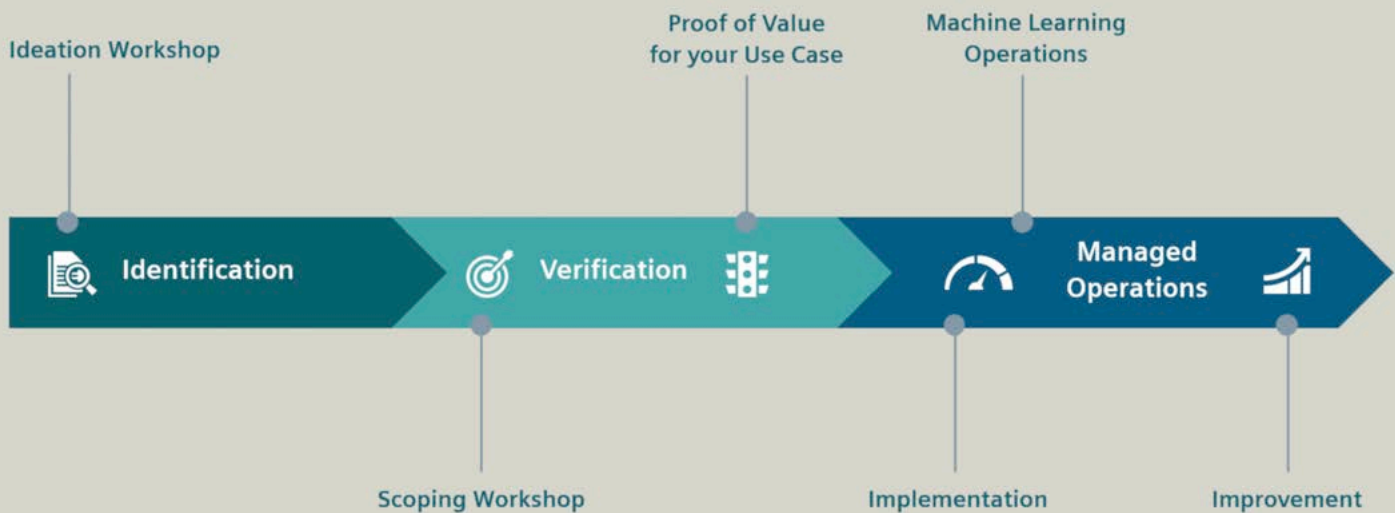 Ideation Workshop
Proof of Value
for your Use Case
Machine Learning
Operations
Identification
Verification
Managed
Operations
Scoping Workshop
Implementation
Improvement